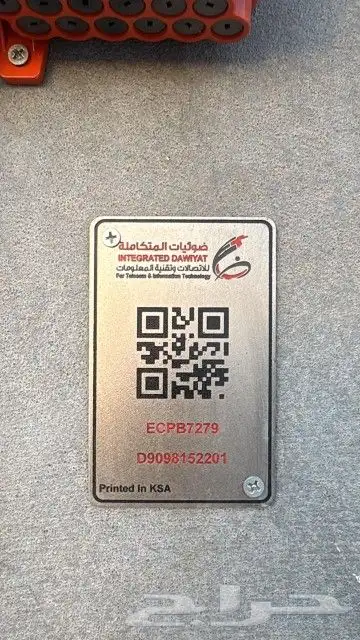 ضوئيات المتكاملة
INTEGRATED DAWIYAT
للاتصالات وتقنية المعلومات
For Telecom & Information Technology
ECPB7279
D9098152201
Printed In KSA
حراج